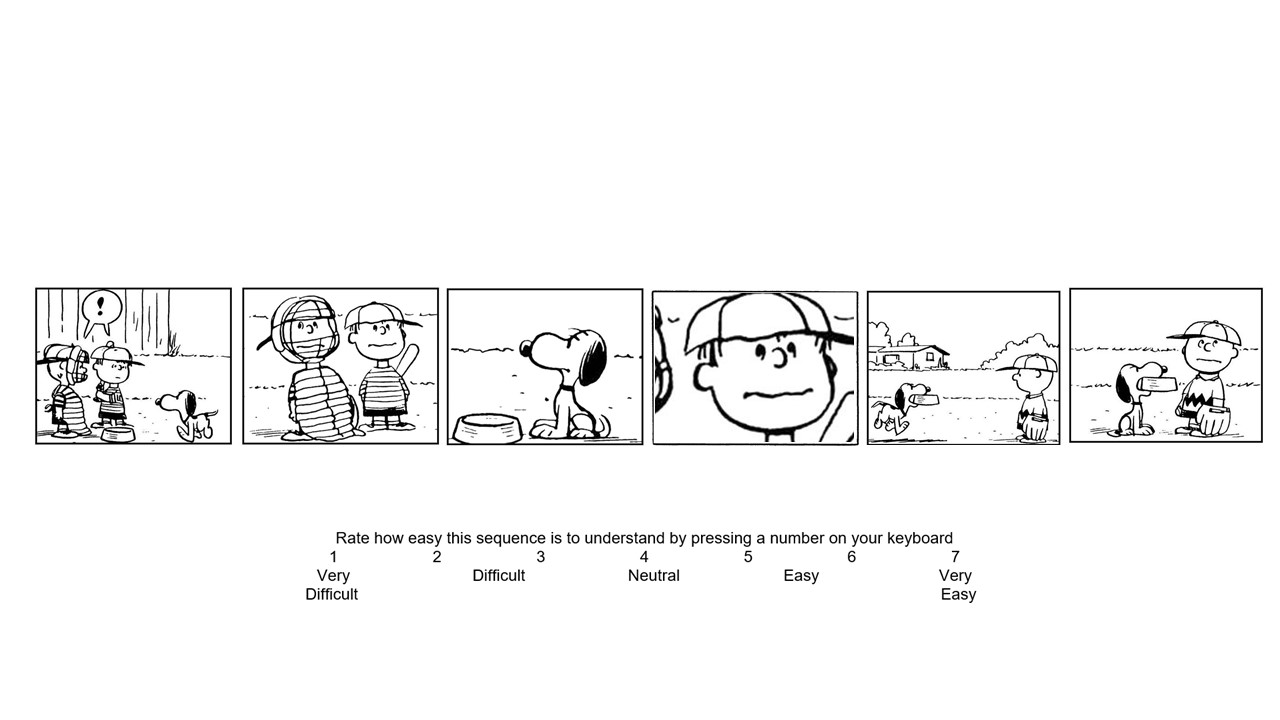 !
Rate how easy this sequence is to understand by pressing a number on your keyboard
1 2 3 4 5 6 7
Very Difficult Neutral Easy Very
Difficult Easy